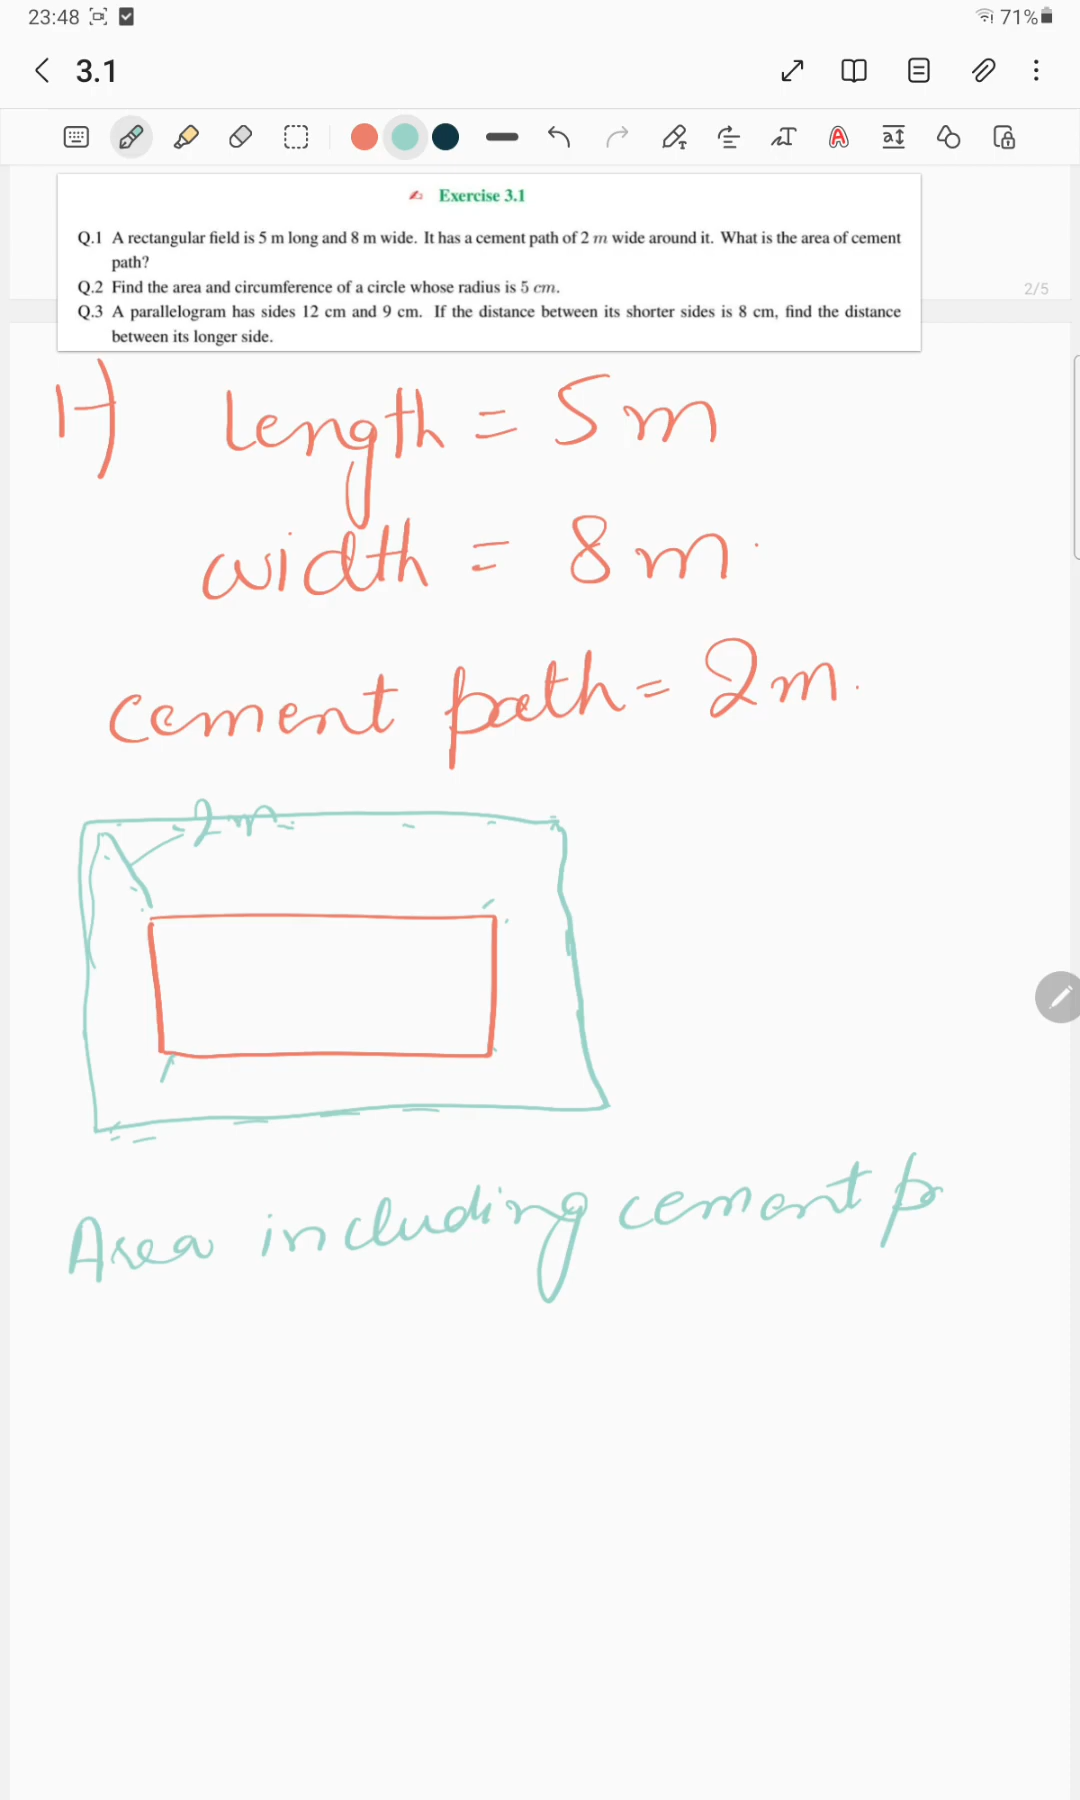 23:48 71%
3.1
Exercise 3.1
Q.1 A rectangular field is 5 m long and 8 m wide. It has a cement path of 2 m wide around it. What is the area of cement
path?
Q.2 Find the area and circumference of a circle whose radius is 5 cm.
2/5
Q.3 A parallelogram has sides 12 cm and 9 cm. If the distance between its shorter sides is 8 cm, find the distance
between its longer side.
1) Length = 5m
width = 8m.
cement path = 2m.
2m
Area including cement pa